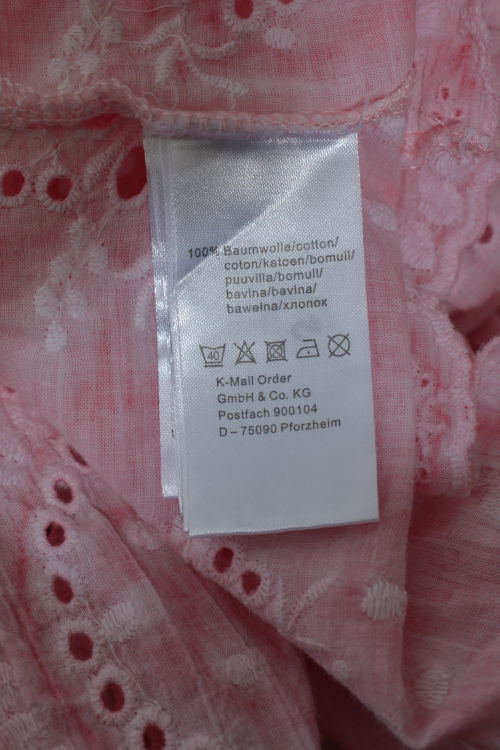 100% Baumwolle/cotton/
coton/katoen/bomull/
puuvilla/bomull/
bavlna/bavlna/
bawełna/хлопок
40
K-Mail Order
GmbH & Co. KG
Postfach 900104
D – 75090 Pforzheim